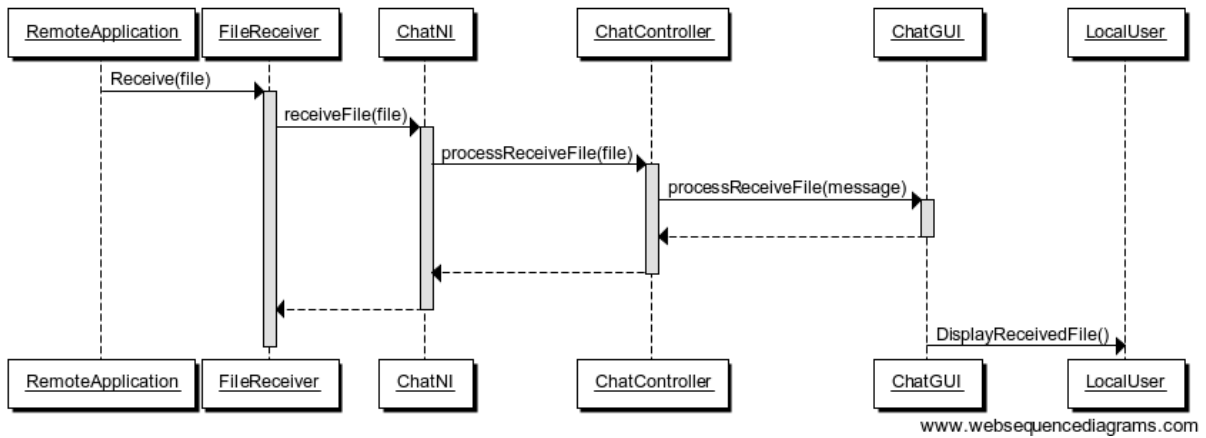 RemoteApplication FileReceiver ChatNI ChatController ChatGUI LocalUser
Receive(file)
receiveFile(file)
processReceiveFile(file)
processReceiveFile(message)
DisplayReceivedFile()
RemoteApplication FileReceiver ChatNI ChatController ChatGUI LocalUser
www.websequencediagrams.com